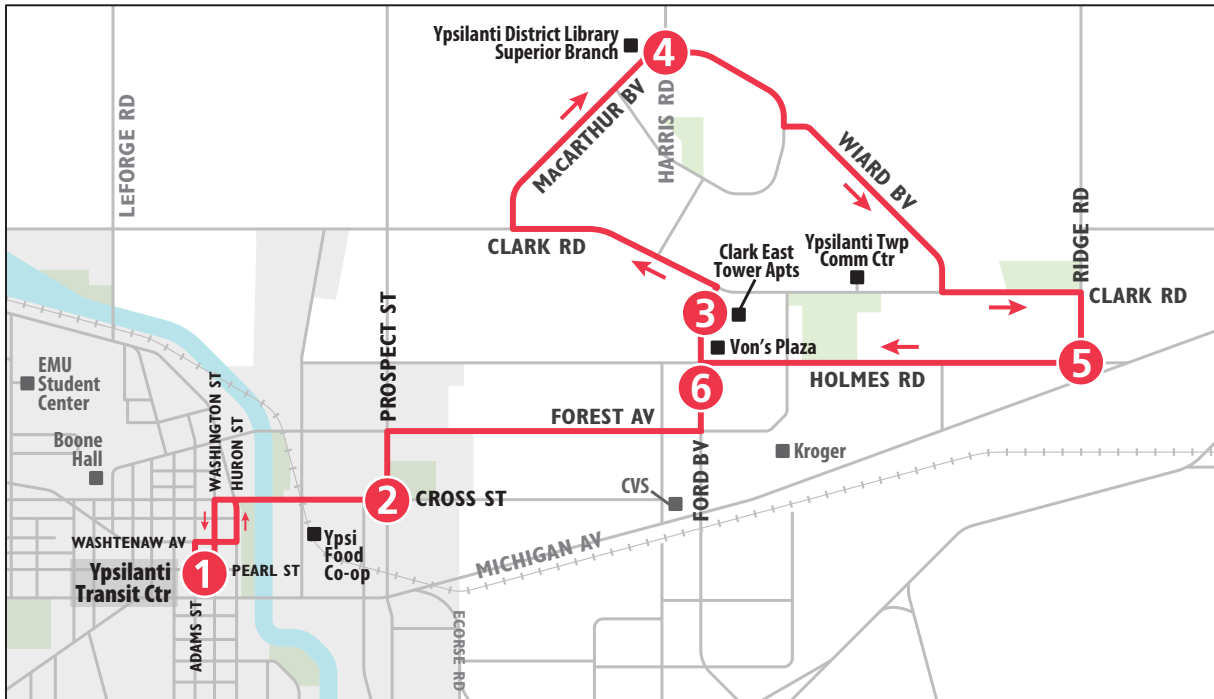 Ypsilanti District Library
Superior Branch
4
LEFORGE RD
MACARTHUR BV
HARRIS RD
WIARD BV
RIDGE RD
CLARK RD
Clark East
Tower Apts
Ypsilanti Twp
Comm Ctr
CLARK RD
3
Von's Plaza
5
HOLMES RD
6
EMU
Student
Center
PROSPECT ST
WASHINGTON ST
HURON ST
FOREST AV
Boone
Hall
Kroger
FORD BV
CVS
2
CROSS ST
WASHTENAW AV
Ypsi
Food
Co-op
MICHIGAN AV
1
Ypsilanti
Transit Ctr
PEARL ST
ADAMS ST
ECORSE RD